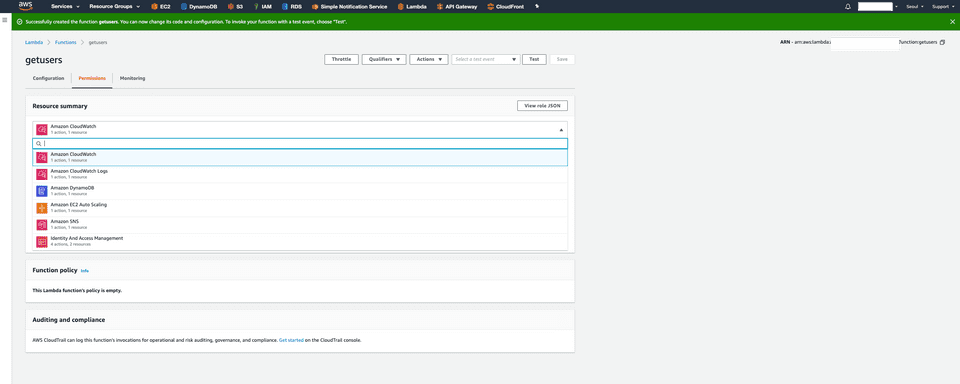 aws Services Resource Groups EC2 DynamoDB S3 IAM RDS Simple Notification Service Lambda API Gateway CloudFront Seoul Support
Successfully created the function getusers. You can now change its code and configuration. To invoke your function with a test event, choose "Test".
Lambda Functions getusers
ARN - arn:aws:lambda: function:getusers
getusers
Throttle Qualifiers Actions Select a test event Test Save
Configuration Permissions Monitoring
Resource summary
View role JSON
Amazon CloudWatch
1 action, 1 resource
Amazon CloudWatch
1 action, 1 resource
Amazon CloudWatch Logs
1 action, 1 resource
Amazon DynamoDB
1 action, 1 resource
Amazon EC2 Auto Scaling
1 action, 1 resource
Amazon SNS
1 action, 1 resource
Identity And Access Management
4 actions, 2 resources
Function policy Info
This Lambda function's policy is empty.
Auditing and compliance
AWS CloudTrail can log this function's invocations for operational and risk auditing, governance, and compliance. Get started on the CloudTrail console.